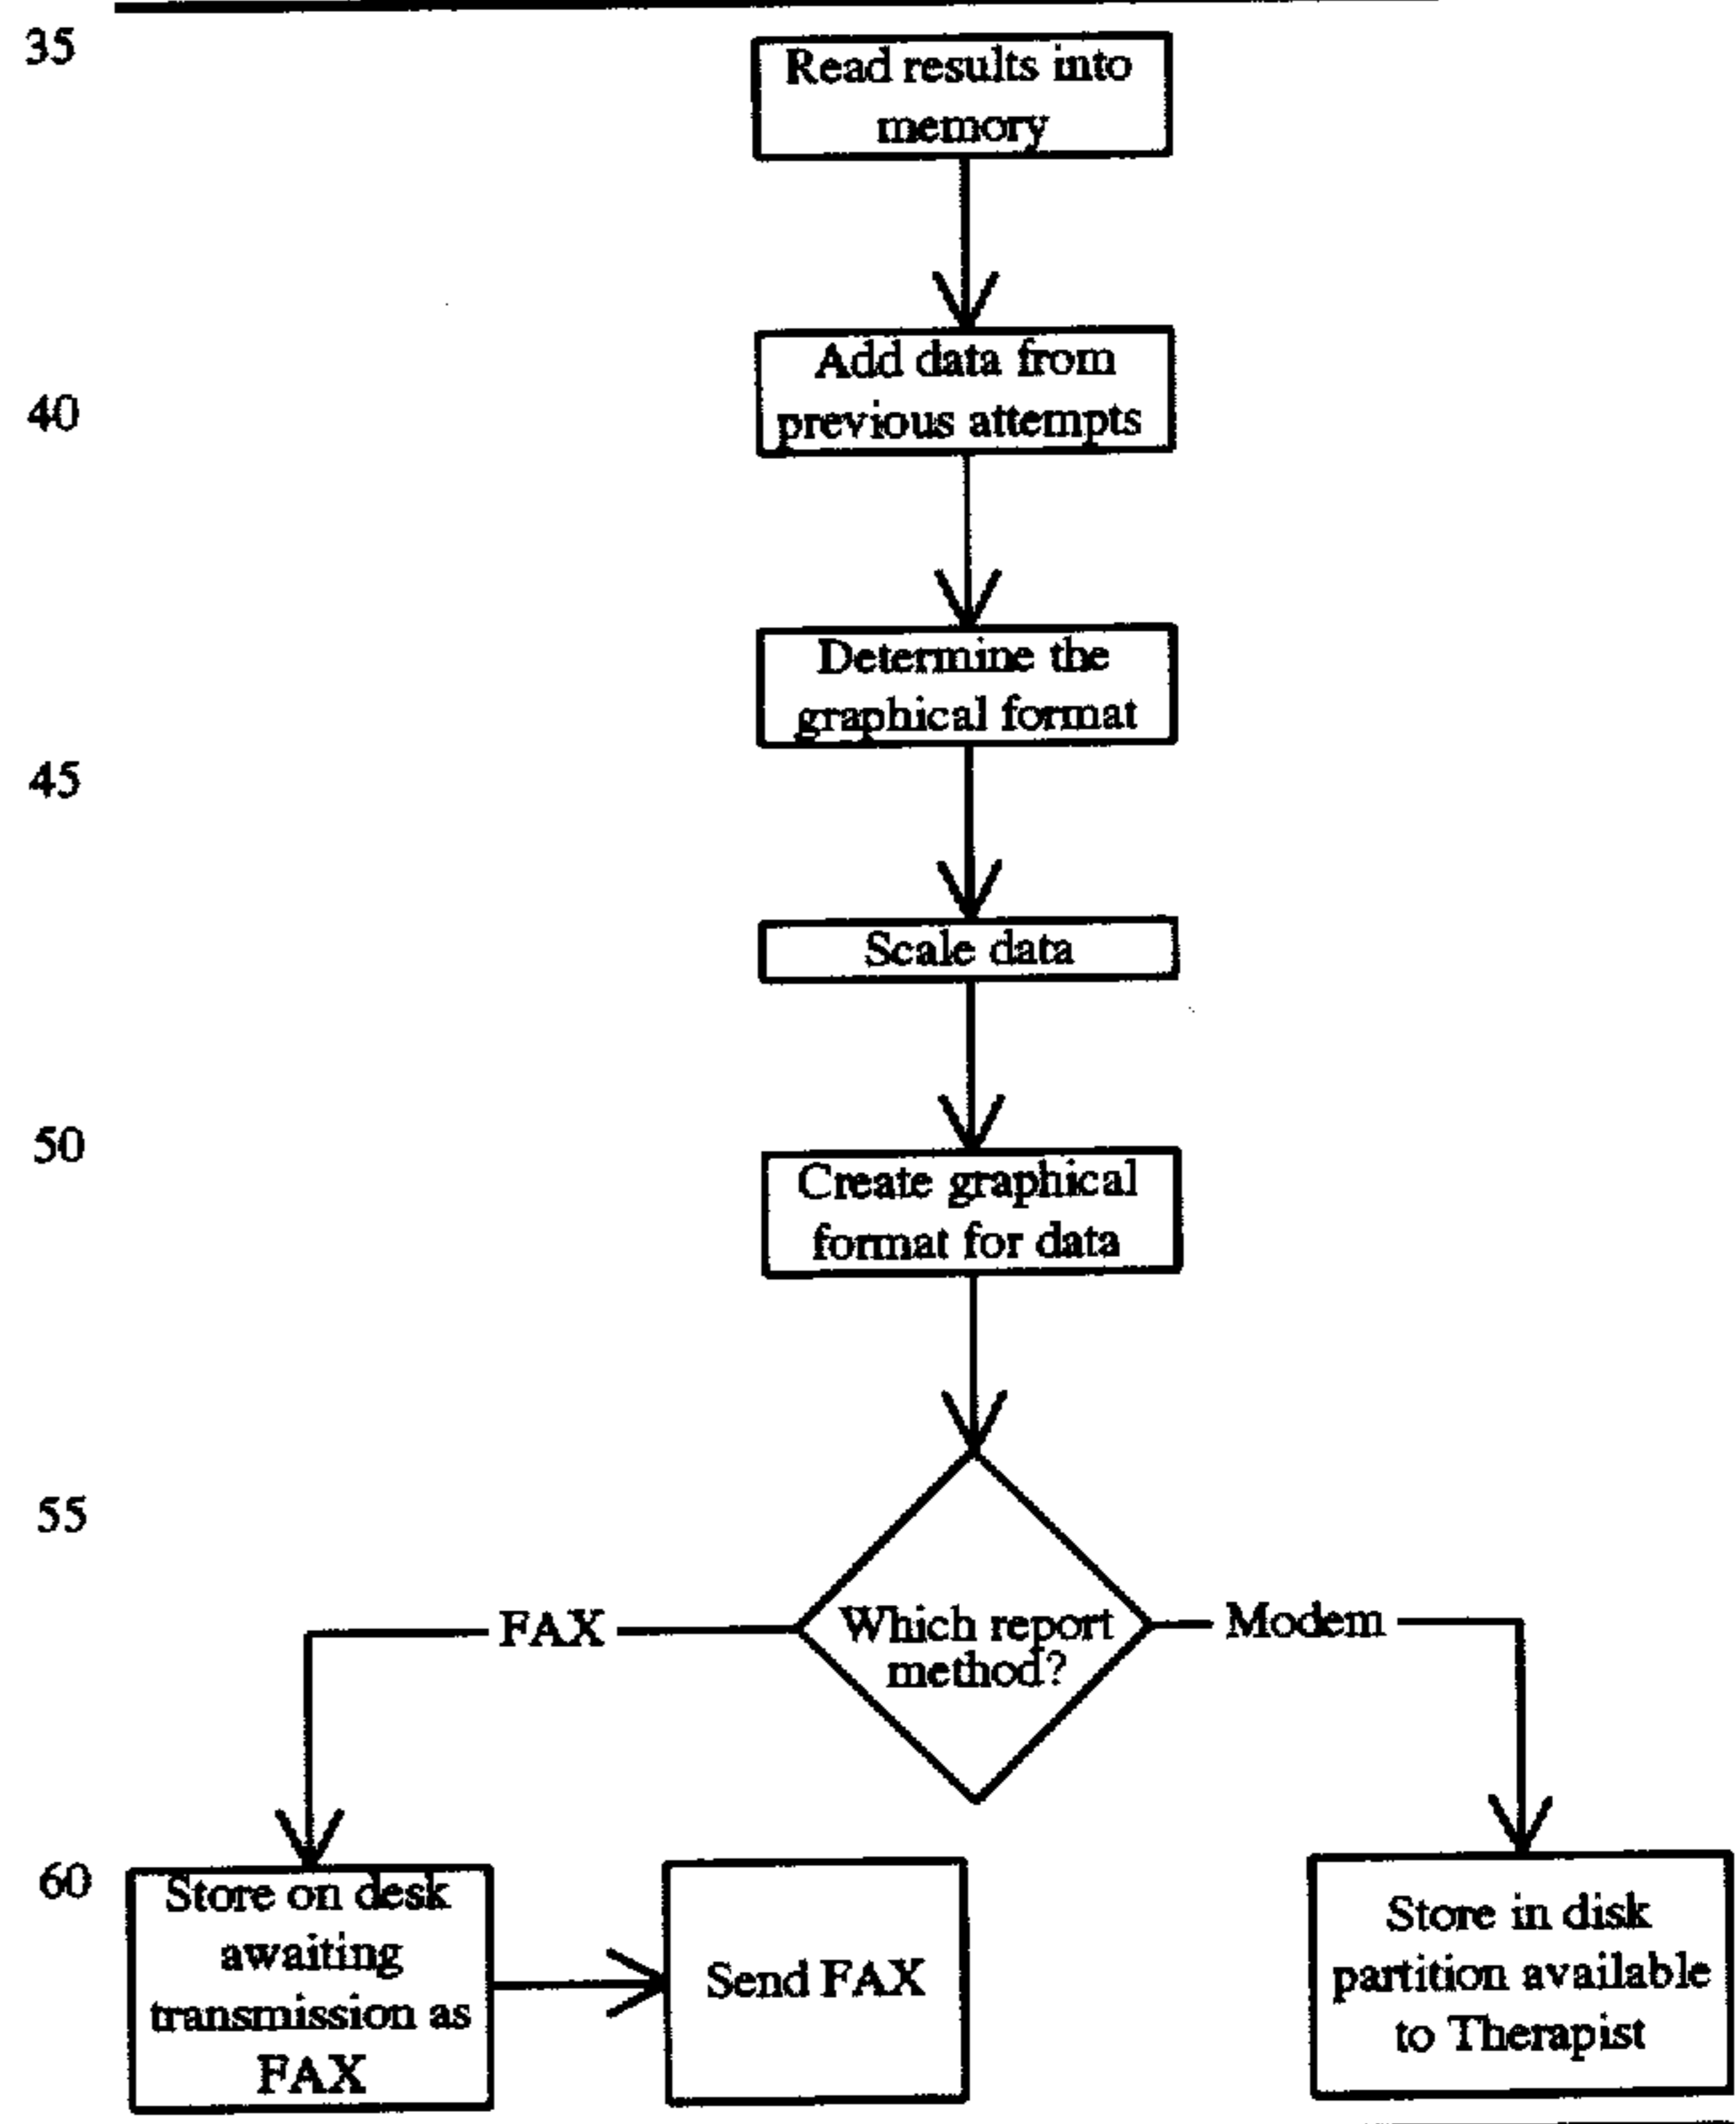 35
Read results into
memory
Add data from
40
previous attempts
Determine the
graphical format
45
Scale data
50
Create graphical
format for data
55
FAX
Which report
method?
Modem
60
Store on desk
awaiting
transmission as
FAX
Send FAX
Store in disk
partition available
to Therapist